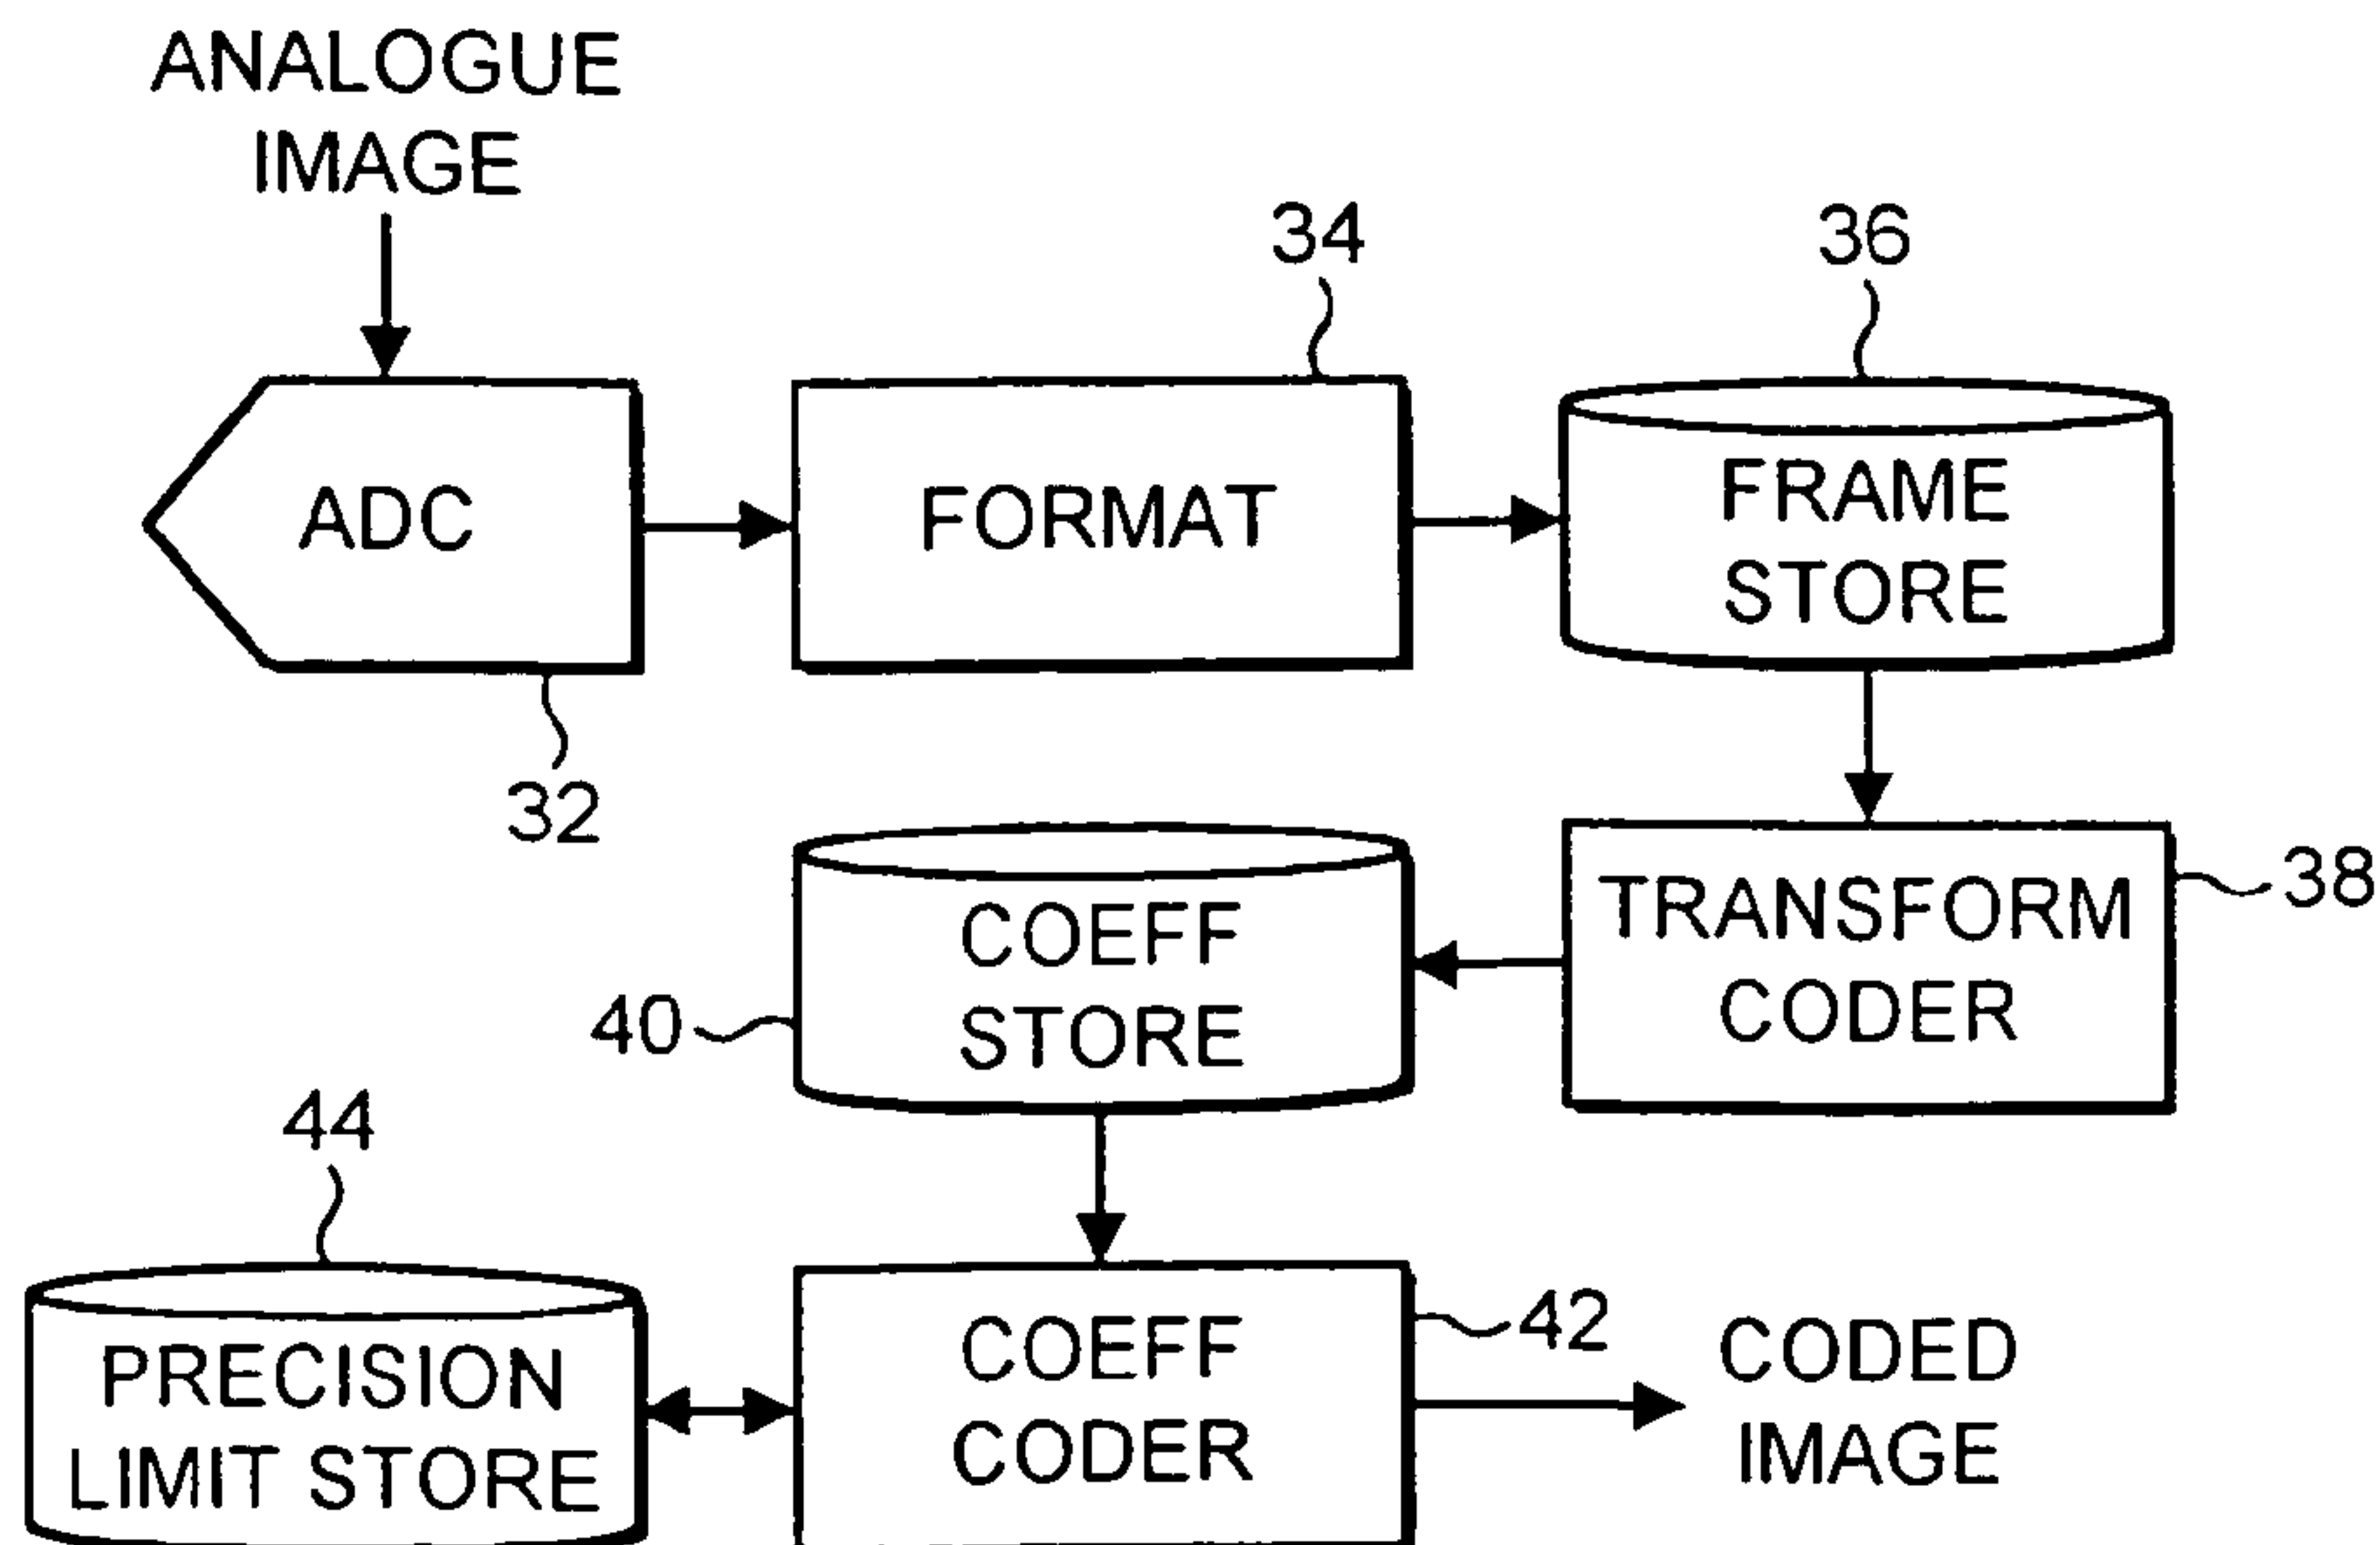 ANALOGUE
IMAGE
34
36
ADC
FORMAT
FRAME
STORE
32
38
TRANSFORM
CODER
COEFF
STORE
40
44
42
PRECISION
LIMIT STORE
COEFF
CODER
CODED
IMAGE